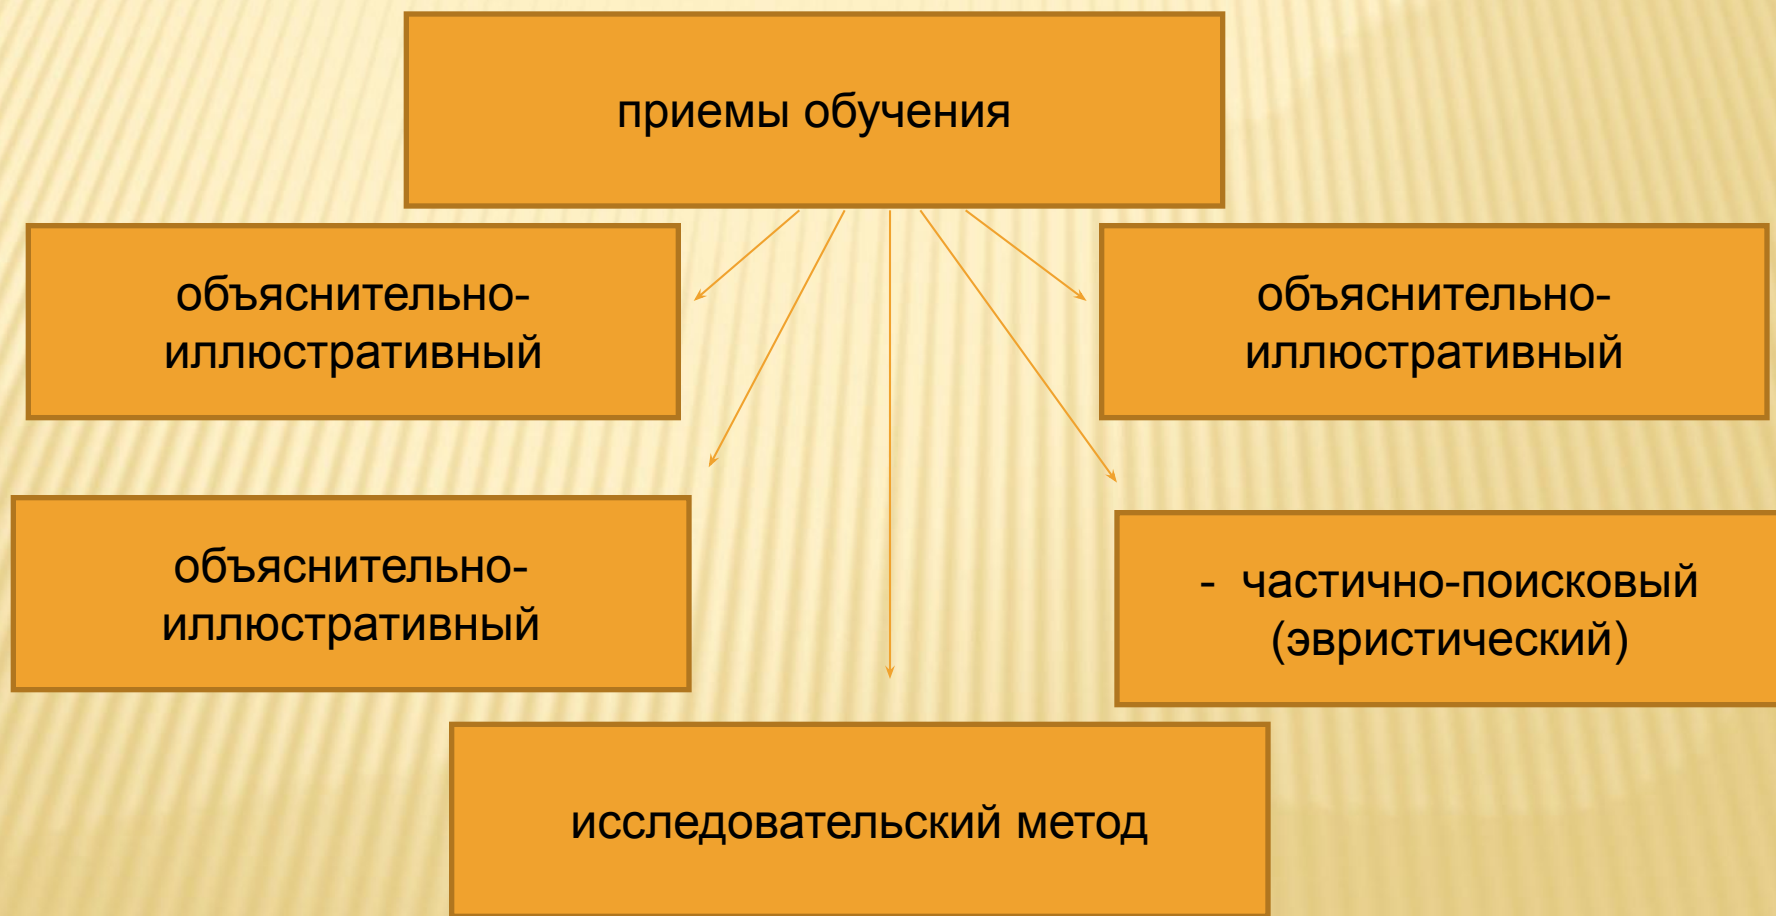 приемы обучения
объяснительно-
иллюстративный
объяснительно-
иллюстративный
объяснительно-
иллюстративный
- частично-поисковый
(эвристический)
исследовательский метод